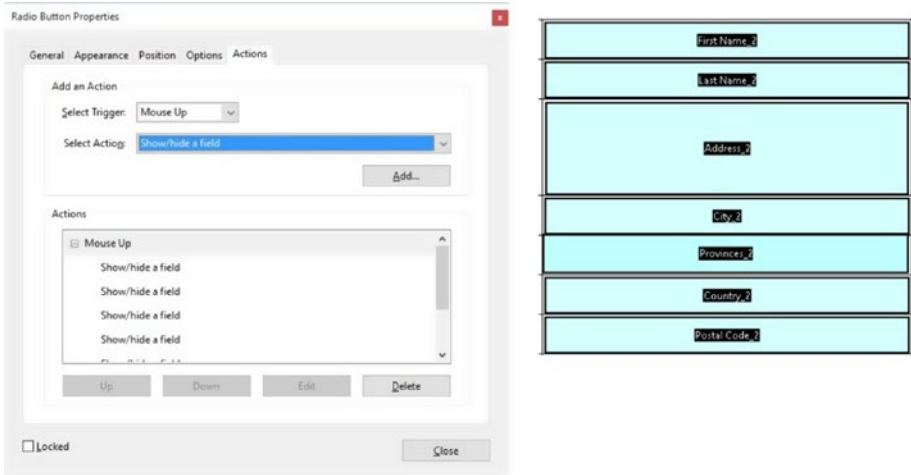 Radio Button Properties
x
General Appearance Position Options Actions
Add an Action
Select Trigger: Mouse Up
Select Action: Show/hide a field
Add...
Actions
Mouse Up
Show/hide a field
Show/hide a field
Show/hide a field
Show/hide a field
Up Down Edit Delete
Locked
Close
First Name_2
Last Name_2
Address_2
City_2
Provinces_2
Country_2
Postal Code_2